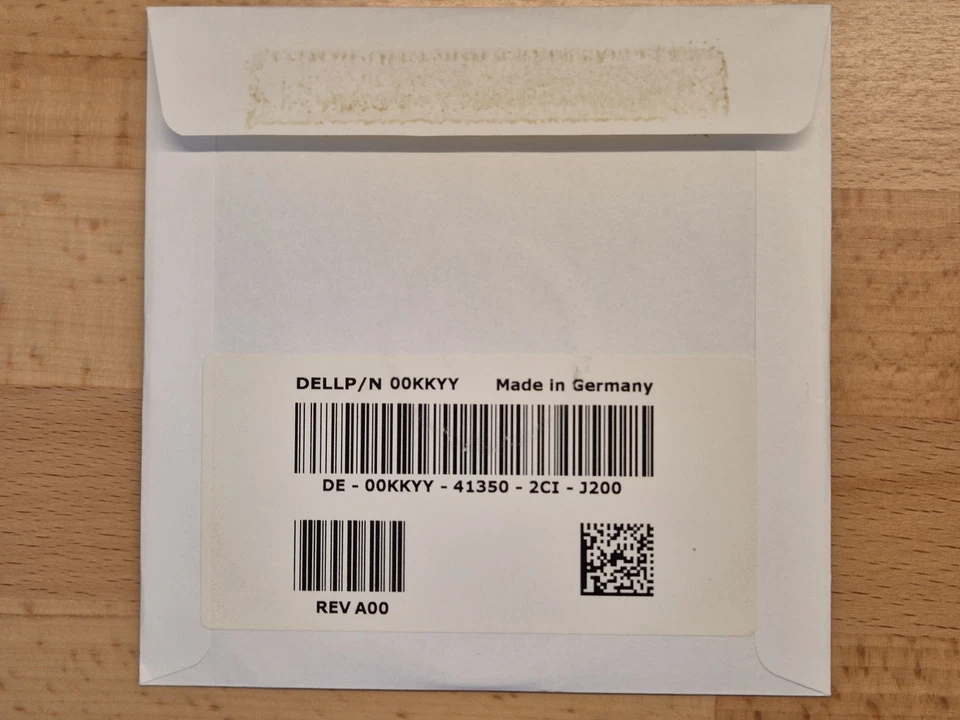 DELLP/N 00KKYY Made in Germany
DE - 00KKYY - 41350 - 2CI - J200
REV A00